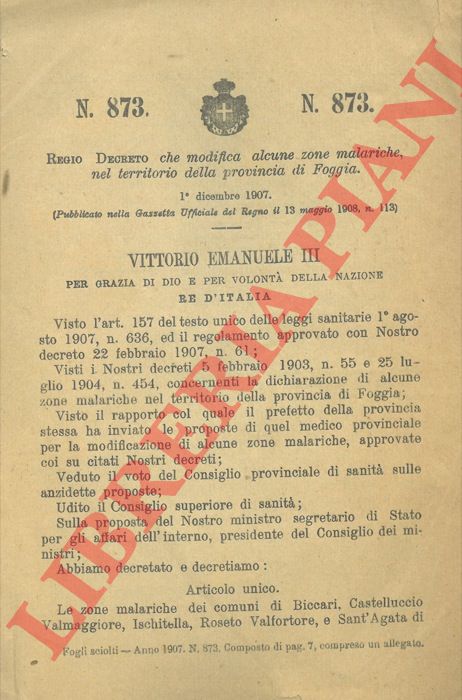 N. 873. N. 873.
REGIO DECRETO che modifica alcune zone malariche,
nel territorio della provincia di Foggia.
1° dicembre 1907.
(Pubblicato nella Gazzetta Ufficiale del Regno il 13 maggio 1908, n. 113)
VITTORIO EMANUELE III
PER GRAZIA DI DIO E PER VOLONTÀ DELLA NAZIONE
RE D'ITALIA
Visto l'art. 157 del testo unico delle leggi sanitarie 1° ago-
sto 1907, n. 636, ed il regolamento approvato con Nostro
decreto 22 febbraio 1907, n. 61;
Visti i Nostri decreti 5 febbraio 1903, n. 55 e 25 lu-
glio 1904, n. 454, concernenti la dichiarazione di alcune
zone malariche nel territorio della provincia di Foggia;
Visto il rapporto col quale il prefetto della provincia
stessa ha inviato le proposte di quel medico provinciale
per la modificazione di alcune zone malariche, approvate
coi su citati Nostri decreti;
Veduto il voto del Consiglio provinciale di sanità sulle
anzidette proposte;
Udito il Consiglio superiore di sanità;
Sulla proposta del Nostro ministro segretario di Stato
per gli affari dell'interno, presidente del Consiglio dei mi-
nistri;
Abbiamo decretato e decretiamo:
Articolo unico.
Le zone malariche dei comuni di Biccari, Castelluccio
Valmaggiore, Ischitella, Roseto Valfortore, e Sant'Agata di
Fogli sciolti — Anno 1907. N. 873. Composto di pag. 7, compreso un allegato.
LIBRERIA PIANI